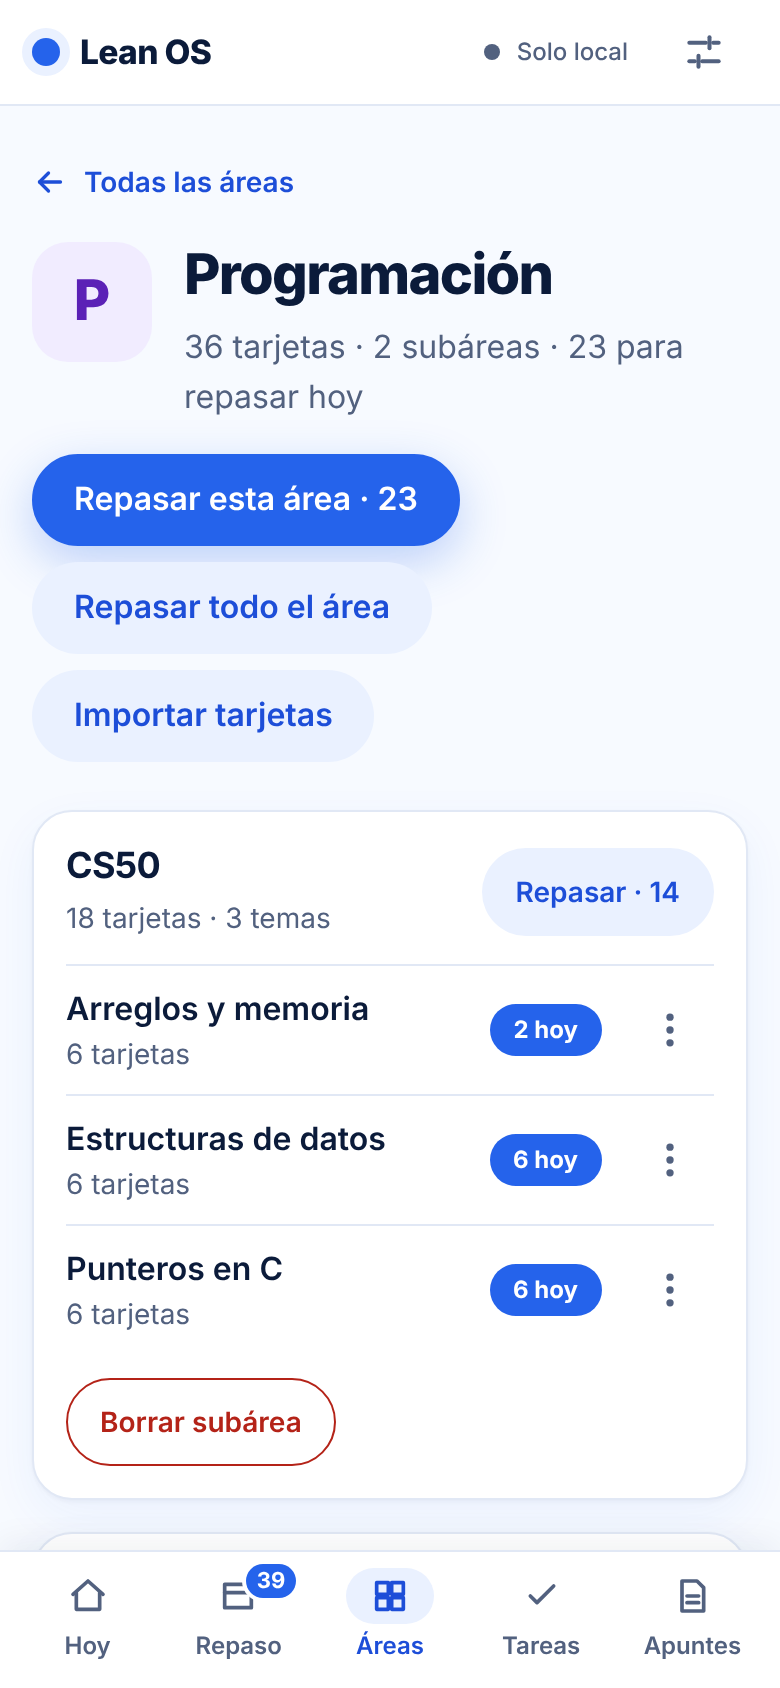 Lean OS
Solo local
Todas las áreas
P
Programación
36 tarjetas · 2 subáreas · 23 para
repasar hoy
Repasar esta área · 23
Repasar todo el área
Importar tarjetas
CS50
18 tarjetas · 3 temas
Repasar · 14
Arreglos y memoria
6 tarjetas
2 hoy
Estructuras de datos
6 tarjetas
6 hoy
Punteros en C
6 tarjetas
6 hoy
Borrar subárea
39
Hoy
Repaso
Áreas
Tareas
Apuntes